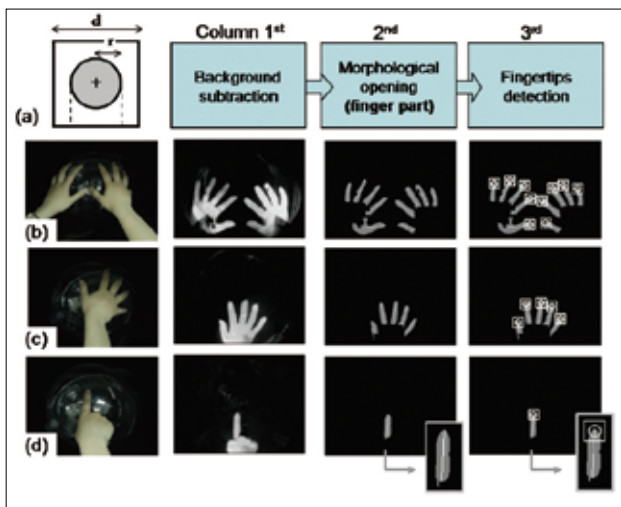 d
r
(a)
Column 1st
2nd
3rd
Background
subtraction
Morphological
opening
(finger part)
Fingertips
detection
(b)
(c)
(d)